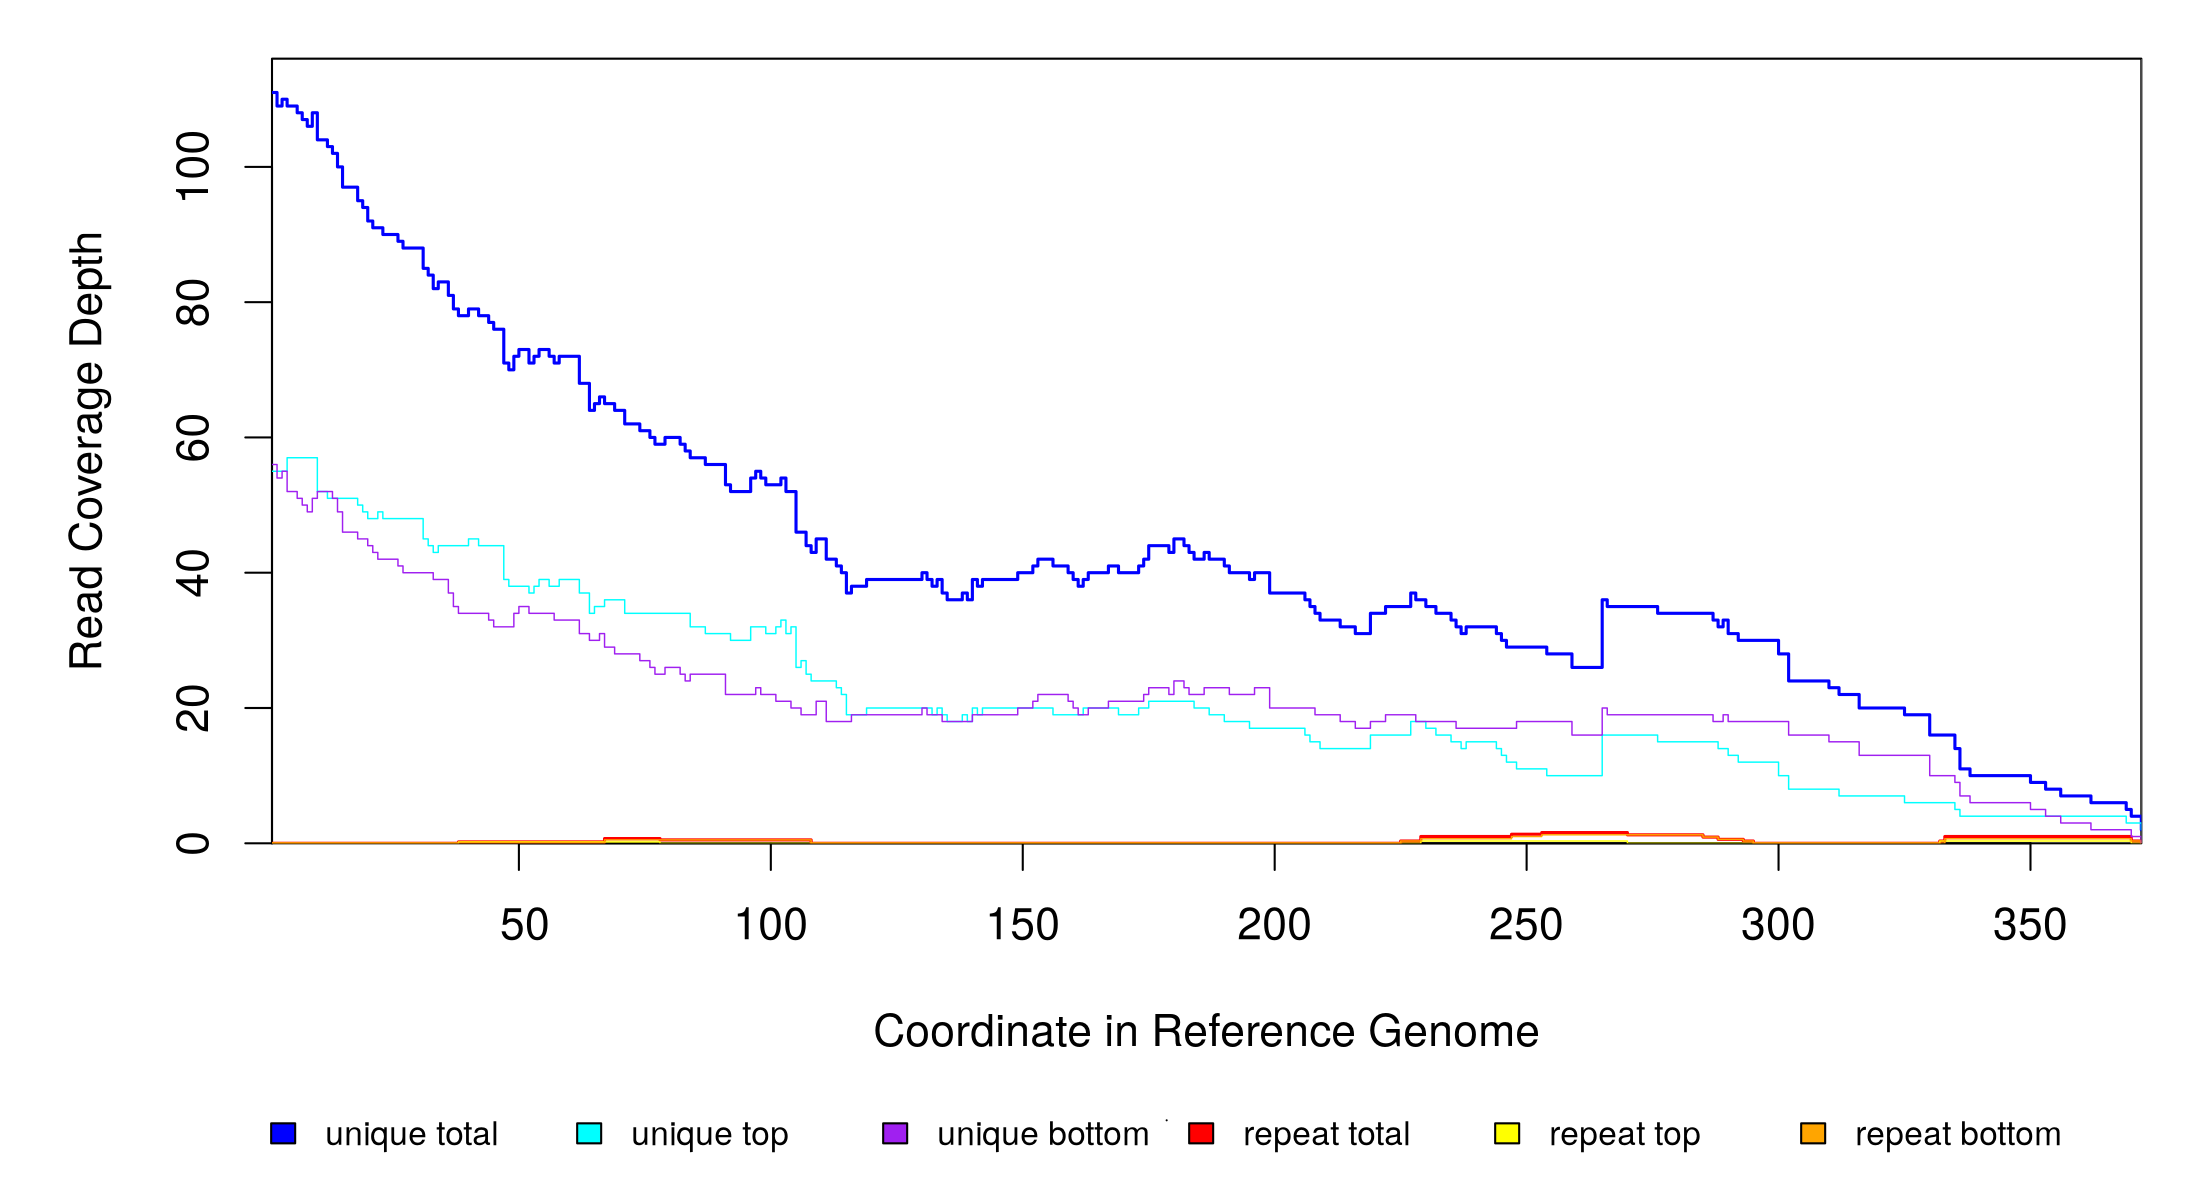 Read Coverage Depth
100
80
60
40
20
0
50 100 150 200 250 300 350
Coordinate in Reference Genome
unique total unique top unique bottom repeat total repeat top repeat bottom